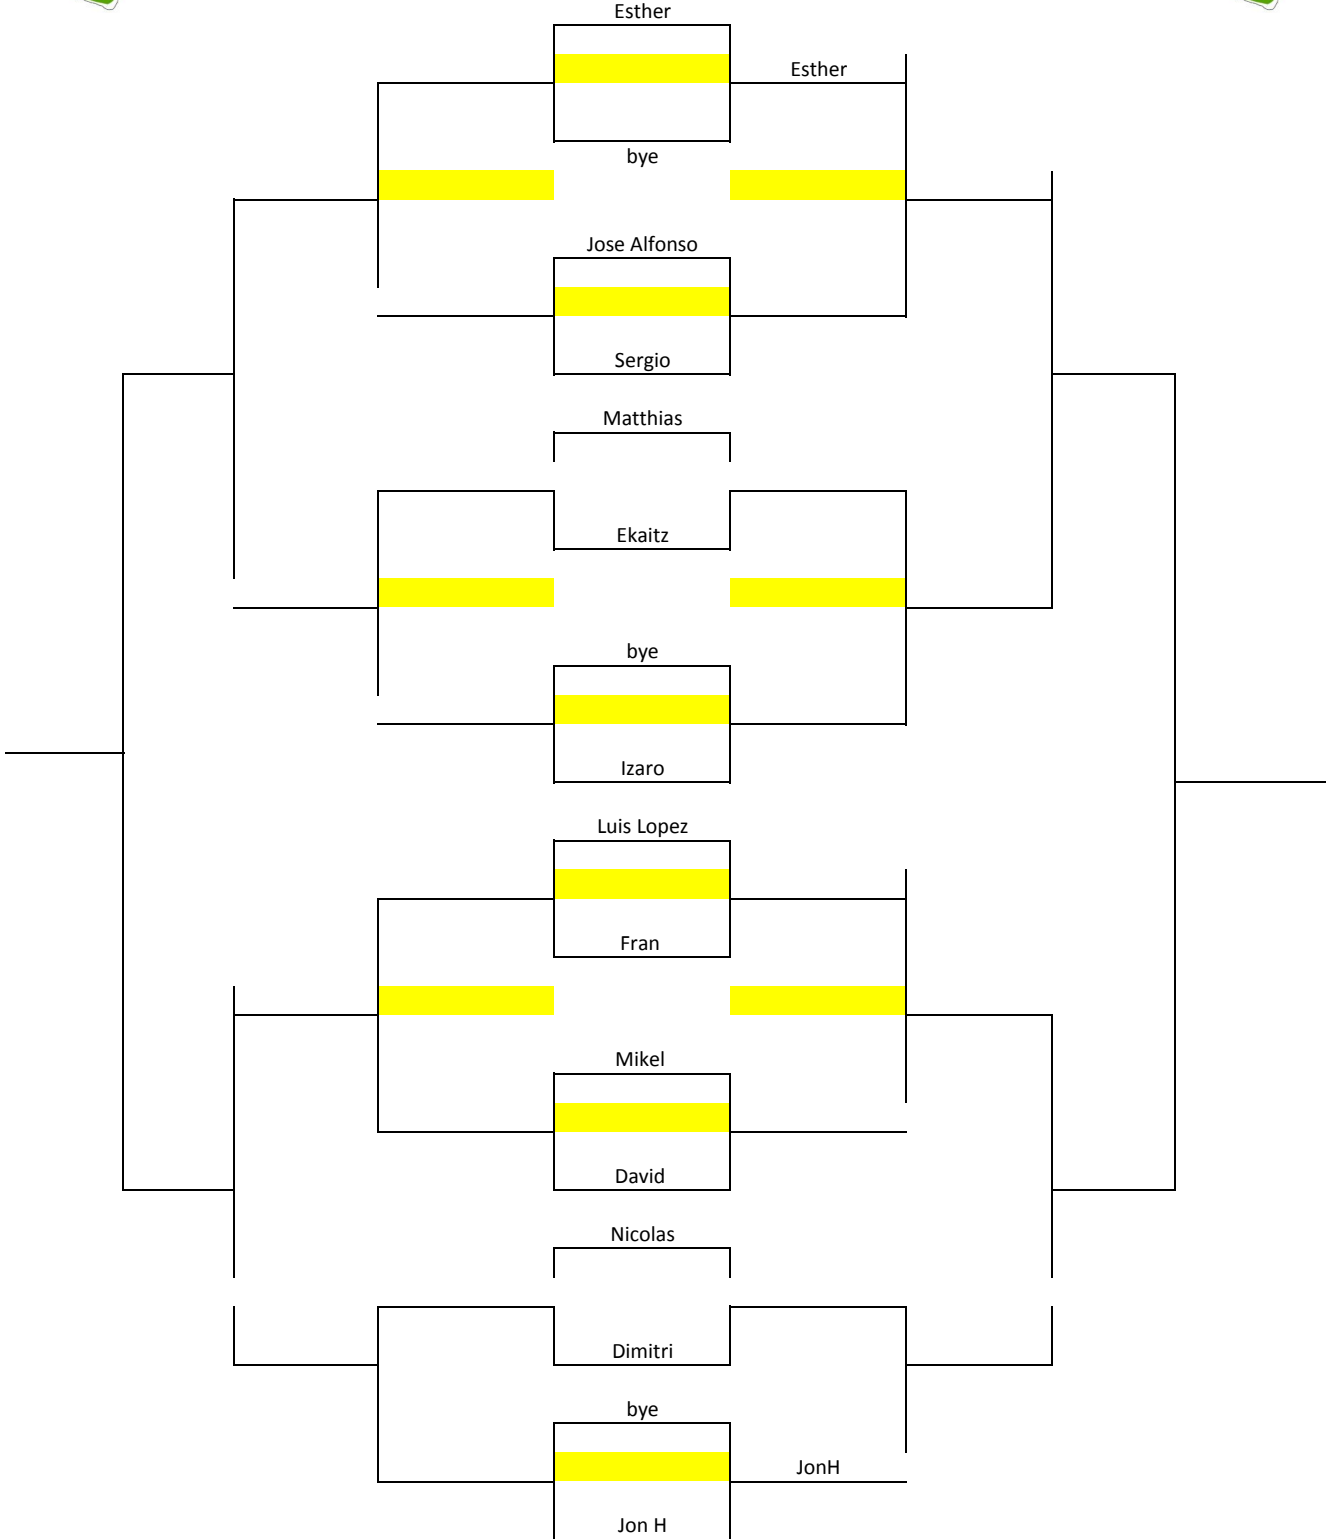 Esther
Esther
bye
Jose Alfonso
Sergio
Matthias
Ekaitz
bye
Izaro
Luis Lopez
Fran
Mikel
David
Nicolas
Dimitri
bye
JonH
Jon H